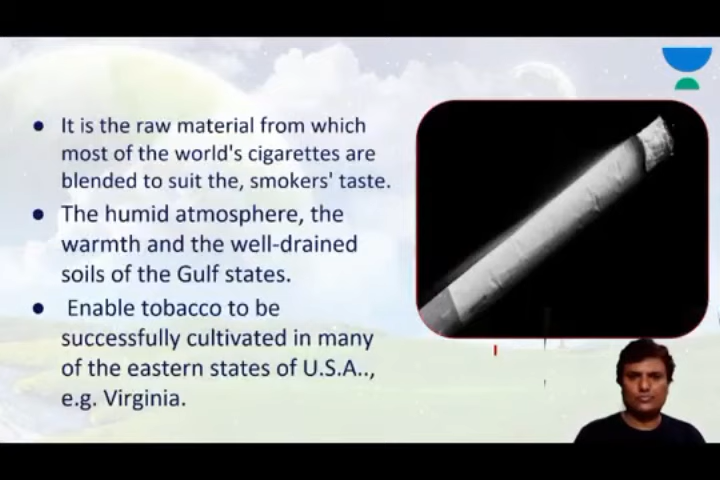 ● It is the raw material from which
most of the world's cigarettes are
blended to suit the, smokers' taste.
● The humid atmosphere, the
warmth and the well-drained
soils of the Gulf states.
● Enable tobacco to be
successfully cultivated in many
of the eastern states of U.S.A..,
e.g. Virginia.